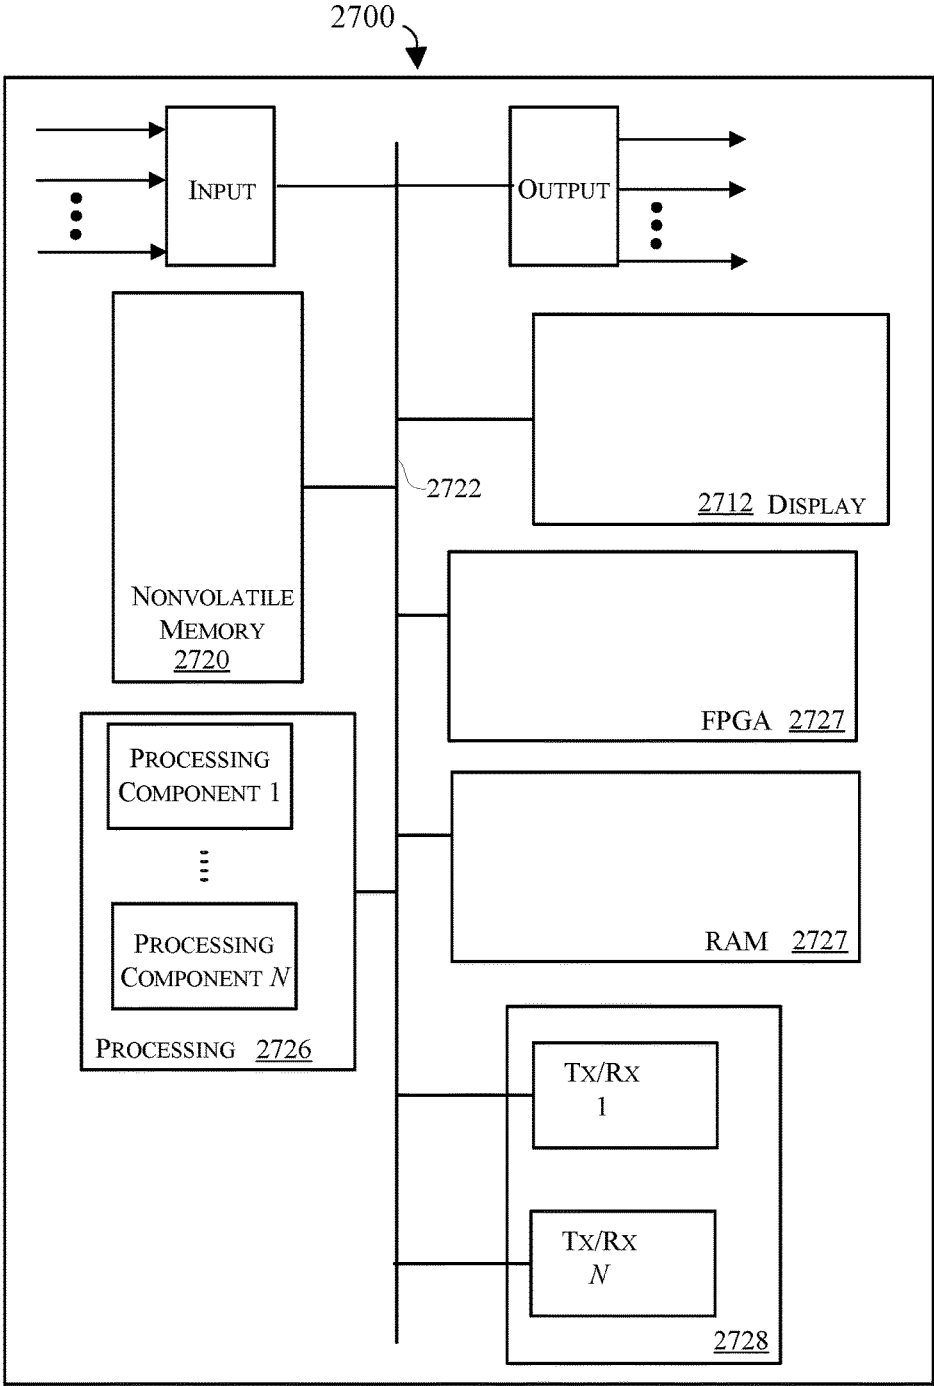 2700
INPUT
OUTPUT
2722
2712 DISPLAY
NONVOLATILE
MEMORY
2720
FPGA 2727
PROCESSING
COMPONENT 1
PROCESSING
COMPONENT N
PROCESSING 2726
RAM 2727
TX/RX
1
TX/RX
N
2728